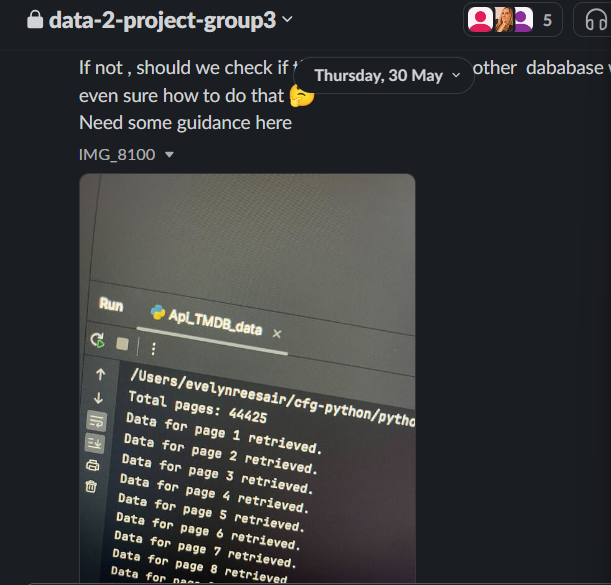 data-2-project-group3
5
If not , should we check if
Thursday, 30 May
other dababase
even sure how to do that
Need some guidance here
IMG_8100
Run
Api_TMDB_data
/Users/evelynreesair/cfg-python/pytho
Total pages: 44425
Data for page 1 retrieved.
Data for page 2 retrieved.
Data for page 3 retrieved.
Data for page 4 retrieved.
Data for page 5 retrieved.
Data for page 6 retrieved.
Data for page 7 retrieved.
Data for page 8 retrieved
Data for